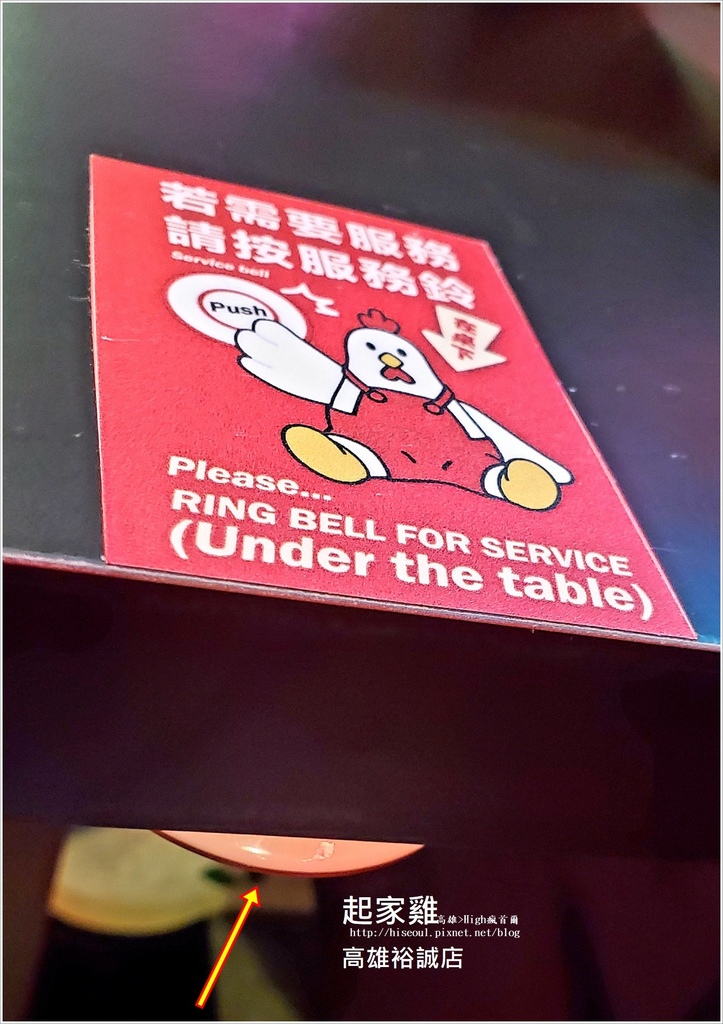 若需要服務
請按服務鈴
Service bell
Push
在桌下
Please...
RING BELL FOR SERVICE
(Under the table)
起家雞高雄>High瘋首爾
http://hiseoul.pixnet.net/blog
高雄裕誠店